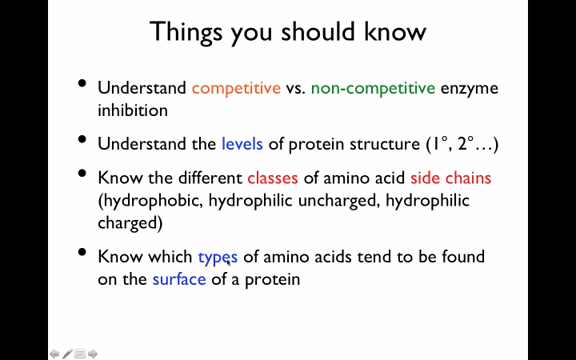 Things you should know
• Understand competitive vs. non-competitive enzyme
inhibition
• Understand the levels of protein structure (1°, 2°…)
• Know the different classes of amino acid side chains
(hydrophobic, hydrophilic uncharged, hydrophilic
charged)
• Know which types of amino acids tend to be found
on the surface of a protein